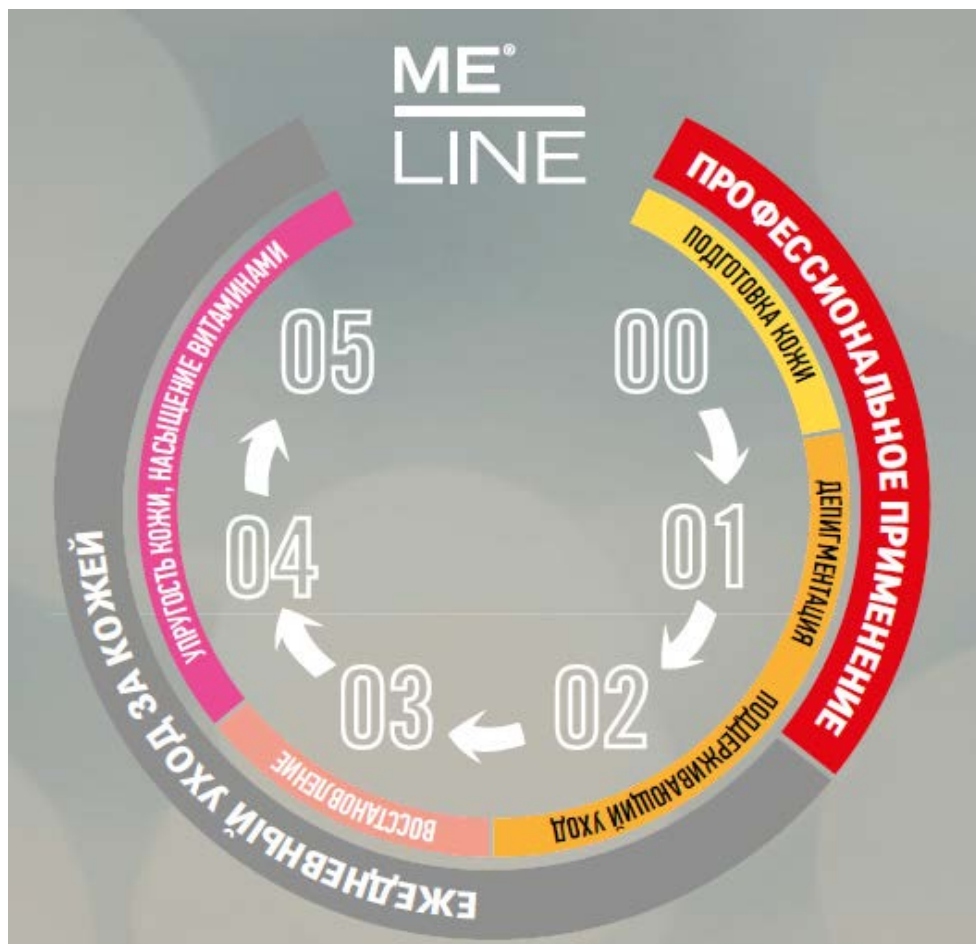 ME®
LINE
ПРОФЕССИОНАЛЬНОЕ ПРИМЕНЕНИЕ
ПОДГОТОВКА КОЖИ
ДЕПИГМЕНТАЦИЯ
ПОДДЕРЖИВАЮЩИЙ УХОД
ВОССТАНОВЛЕНИЕ
УПРУГОСТЬ КОЖИ, НАСЫЩЕНИЕ ВИТАМИНАМИ
ЕЖЕДНЕВНЫЙ УХОД ЗА КОЖЕЙ
00
01
02
03
04
05